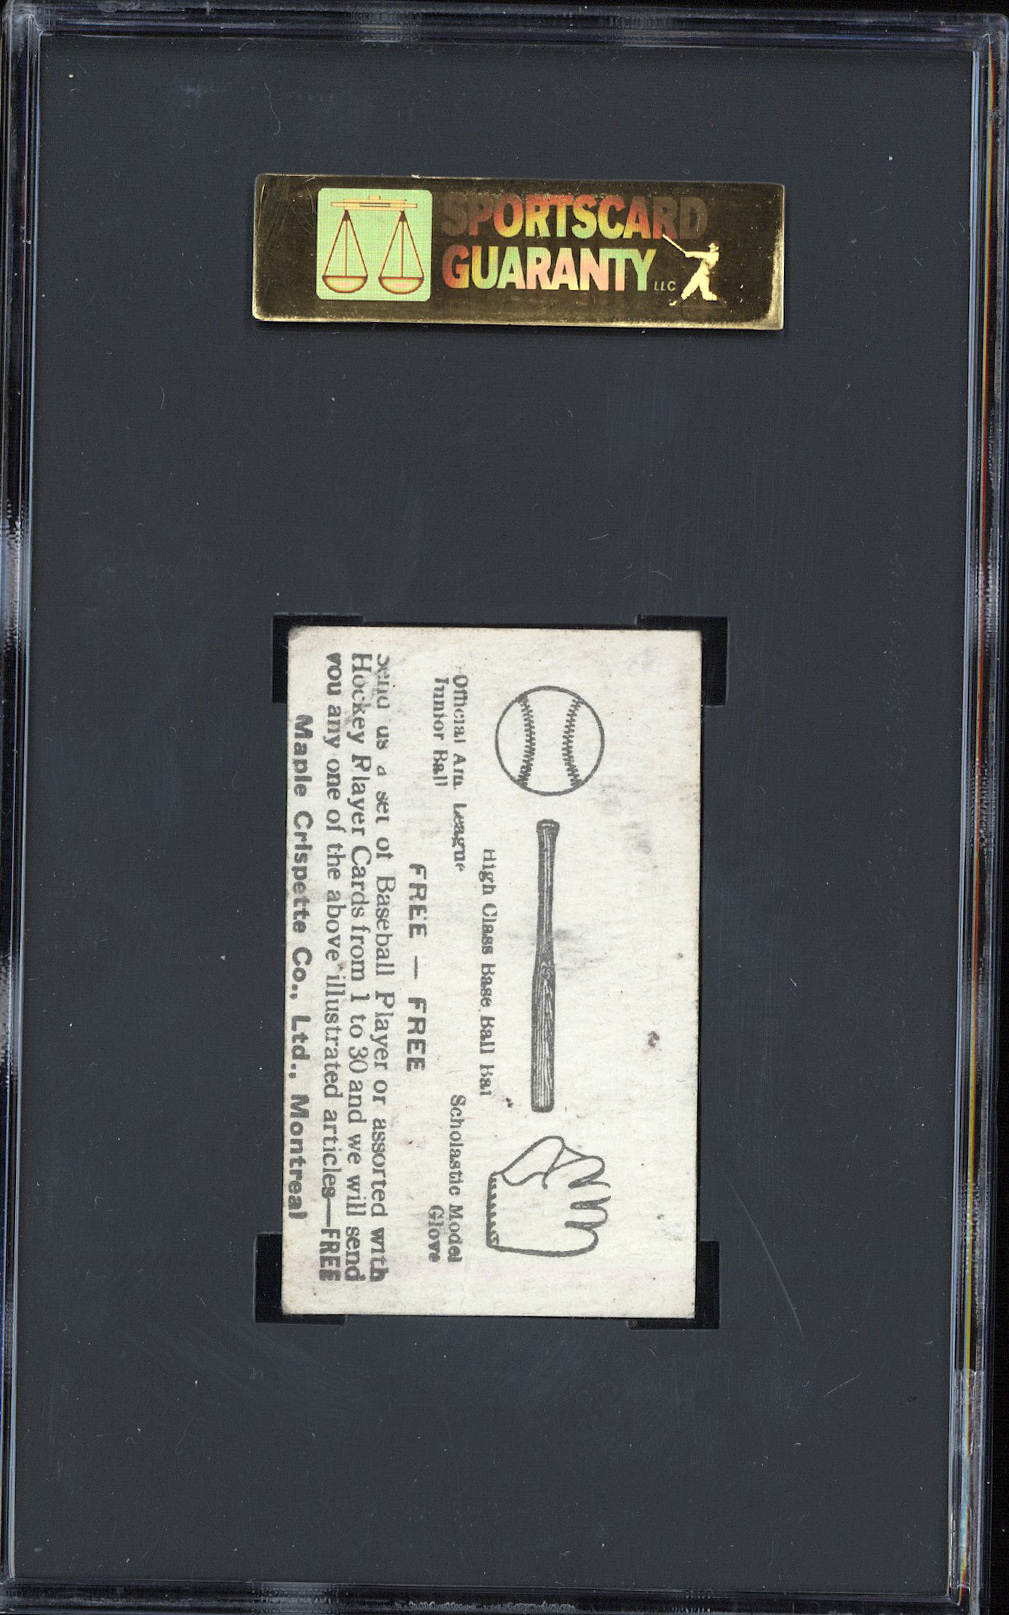 SPORTSCARD
GUARANTY LLC
High Class Base Ball Bat
Official Am. League
Junior Ball
Scholastic Model
Glove
FREE — FREE
Send us a set of Baseball Player or assorted with
Hockey Player Cards from 1 to 30 and we will send
you any one of the above illustrated articles—FREE
Maple Crispette Co., Ltd., Montreal